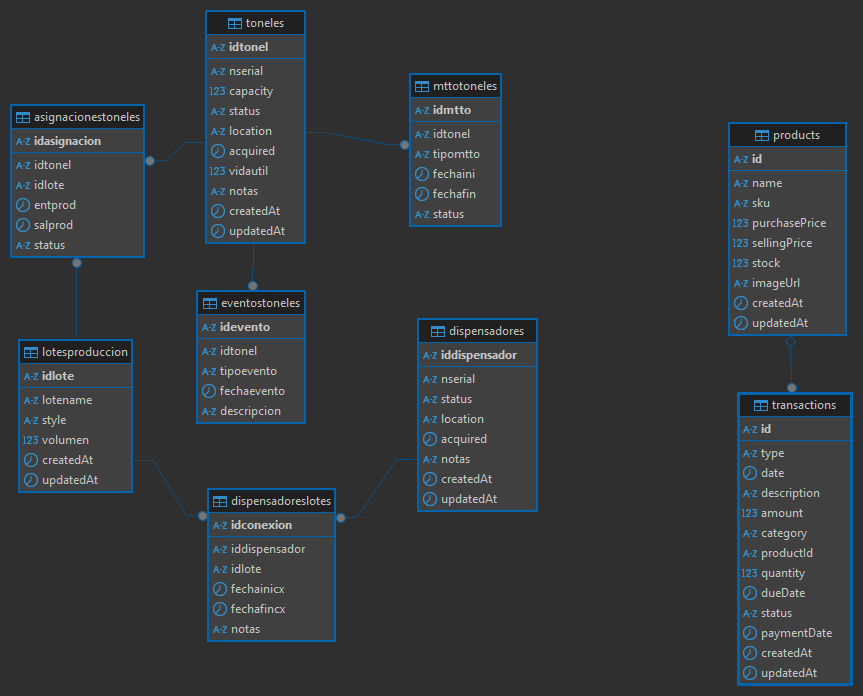 toneles
A-Z idtonel
A-Z nserial
123 capacity
A-Z status
A-Z location
acquired
123 vidautil
A-Z notas
createdAt
updatedAt
mttotoneles
A-Z idmtto
A-Z idtonel
A-Z tipomtto
fechaini
fechafin
A-Z status
asignacionestoneles
A-Z idasignacion
A-Z idtonel
A-Z idlote
entprod
salprod
A-Z status
products
A-Z id
A-Z name
A-Z sku
123 purchasePrice
123 sellingPrice
123 stock
A-Z imageUrl
createdAt
updatedAt
eventostoneles
A-Z idevento
A-Z idtonel
A-Z tipoevento
fechaevento
A-Z descripcion
dispensadores
A-Z iddispensador
A-Z nserial
A-Z status
A-Z location
acquired
A-Z notas
createdAt
updatedAt
lotesproduccion
A-Z idlote
A-Z lotename
A-Z style
123 volumen
createdAt
updatedAt
transactions
A-Z id
A-Z type
date
A-Z description
123 amount
A-Z category
A-Z productId
123 quantity
dueDate
A-Z status
paymentDate
createdAt
updatedAt
dispensadoreslotes
A-Z idconexion
A-Z iddispensador
A-Z idlote
fechainicx
fechafincx
A-Z notas